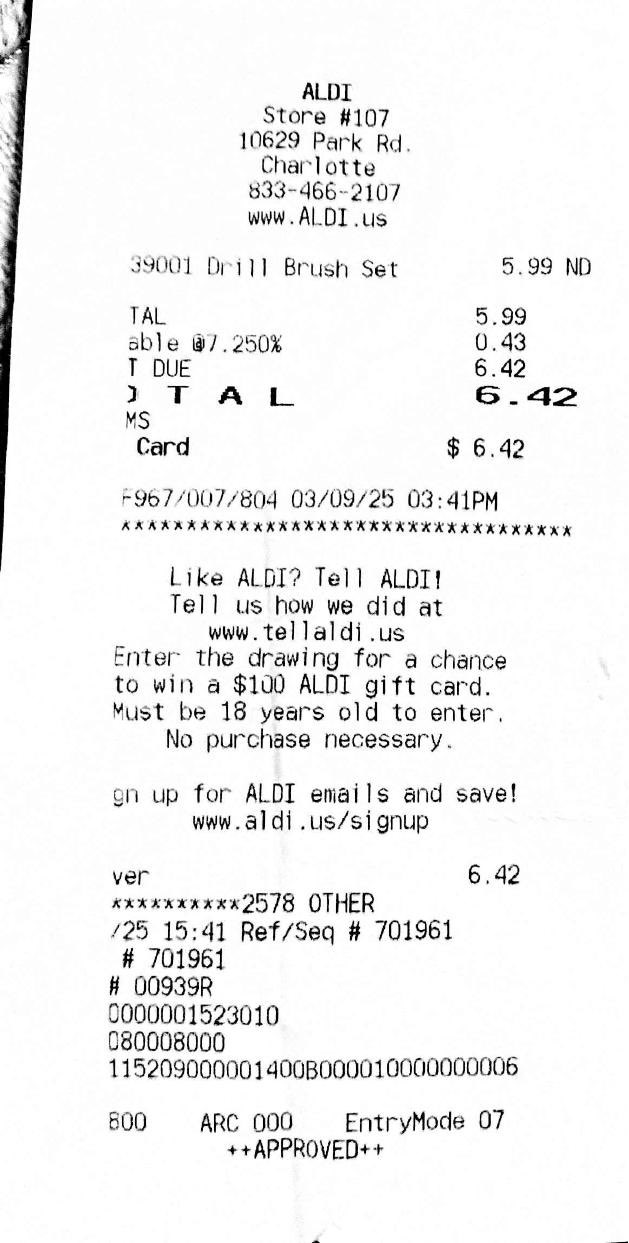 ALDI
Store #107
10629 Park Rd.
Charlotte
833-466-2107
www.ALDI.us
39001 Drill Brush Set 5.99 ND
TAL 5.99
able @7.250% 0.43
T DUE 6.42
O T A L 6.42
MS
Card $ 6.42
F967/007/804 03/09/25 03:41PM
***********************************
Like ALDI? Tell ALDI!
Tell us how we did at
www.tellaldi.us
Enter the drawing for a chance
to win a $100 ALDI gift card.
Must be 18 years old to enter.
No purchase necessary.
gn up for ALDI emails and save!
www.aldi.us/signup
ver 6.42
**********2578 OTHER
/25 15:41 Ref/Seq # 701961
# 701961
# 00939R
0000001523010
080008000
115209000001400B000010000000006
800 ARC 000 EntryMode 07
++APPROVED++